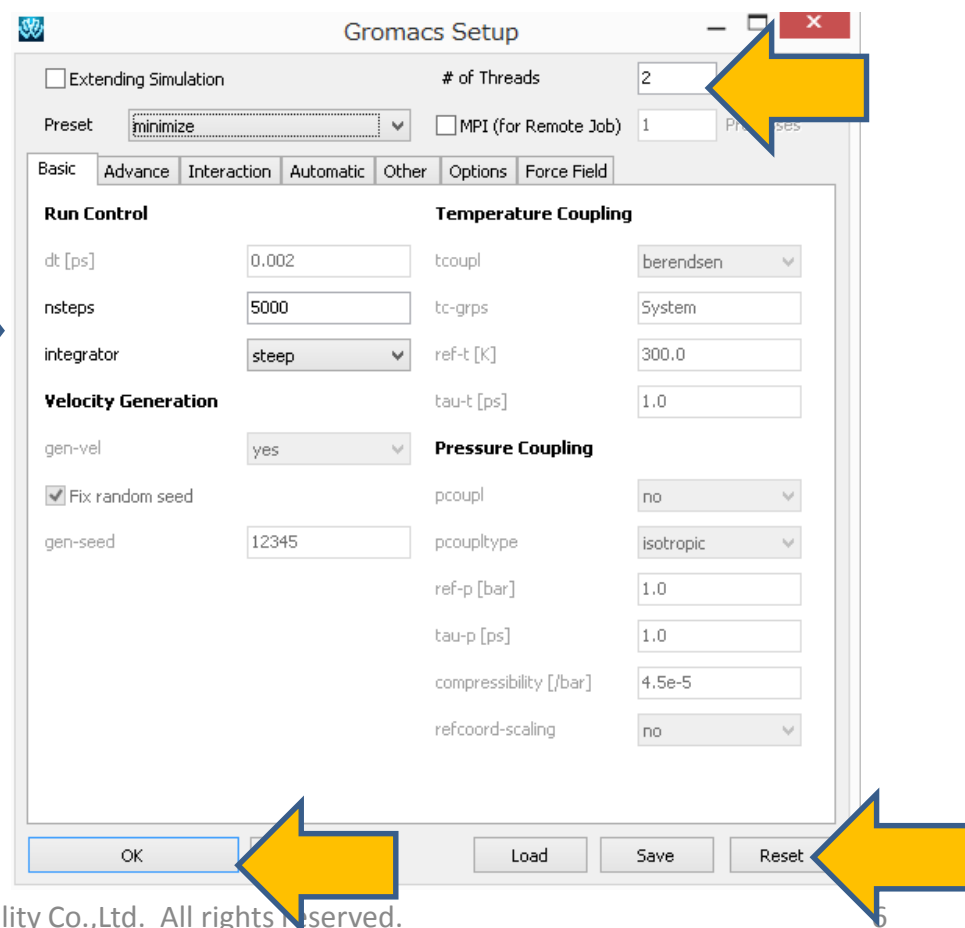 Gromacs Setup
Extending Simulation # of Threads 2
Preset minimize MPI (for Remote Job) 1
Basic Advance Interaction Automatic Other Options Force Field
Run Control Temperature Coupling
dt [ps] 0.002 tcoupl berendsen
nsteps 5000 tc-grps System
integrator steep ref-t [K] 300.0
Velocity Generation tau-t [ps] 1.0
gen-vel yes Pressure Coupling
Fix random seed pcoupl no
gen-seed 12345 pcoupltype isotropic
ref-p [bar] 1.0
tau-p [ps] 1.0
compressibility [/bar] 4.5e-5
refcoord-scaling no
OK Load Save Reset
lity Co.,Ltd. All rights reserved.